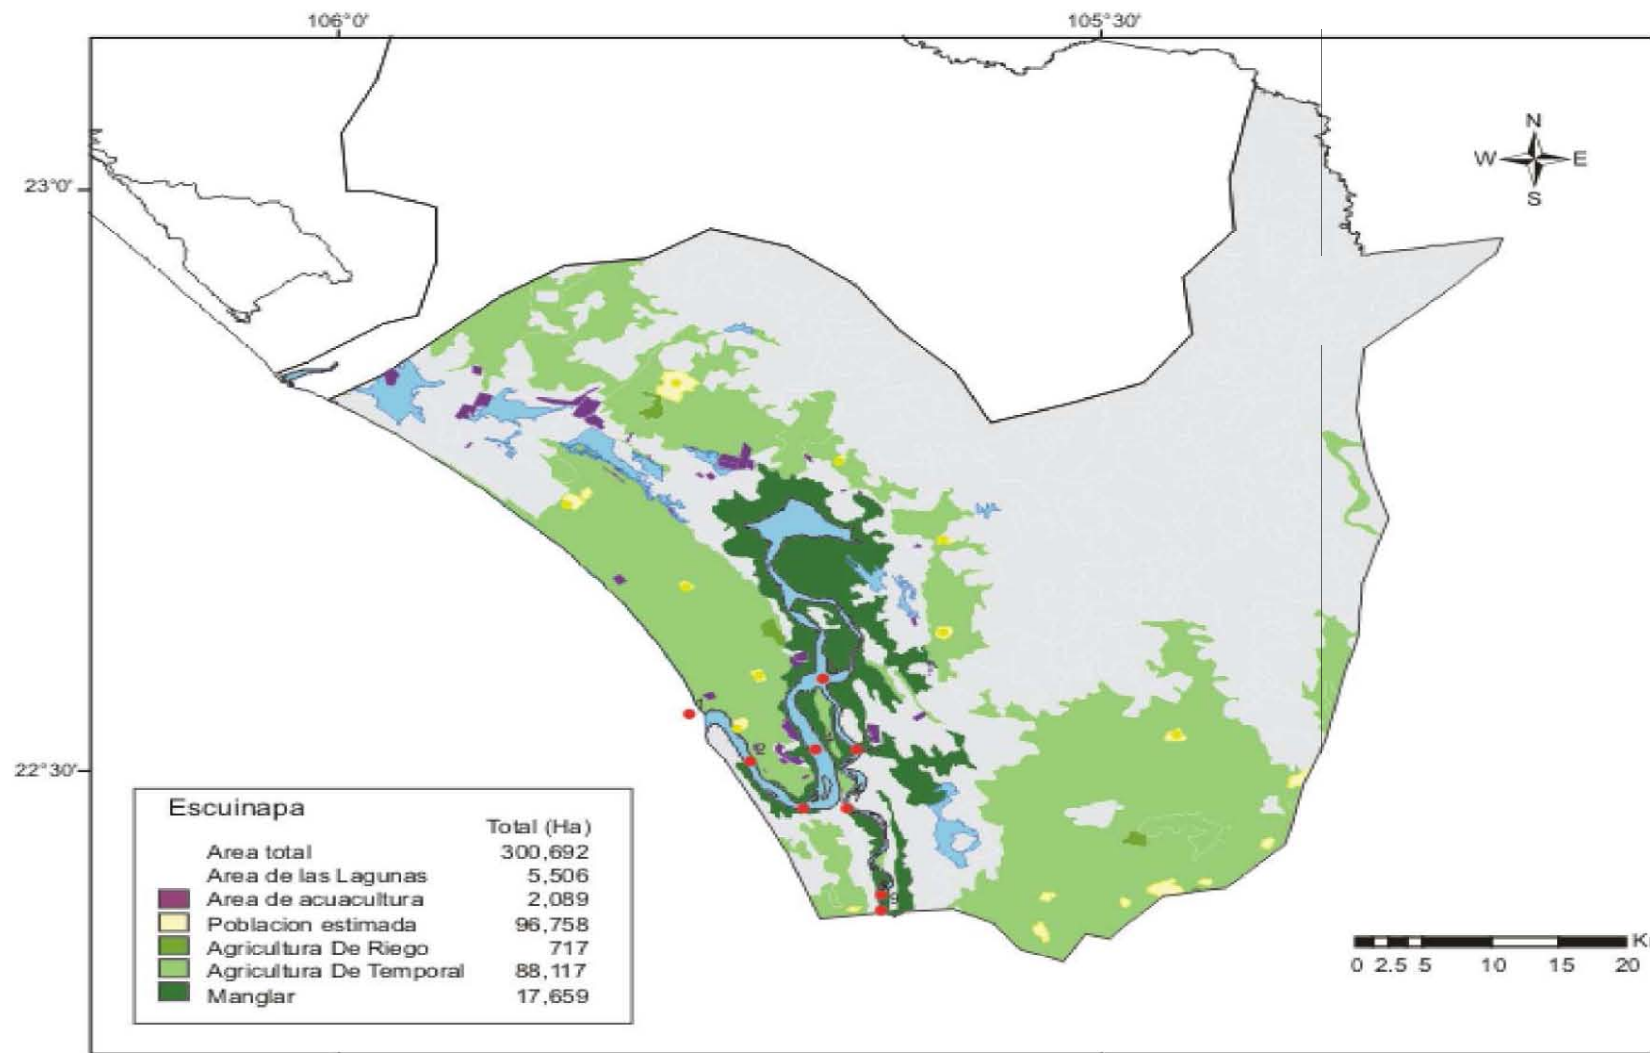 106°0'
105°30'
23°0'
N
W E
S
22°30'
Escuinapa
Total (Ha)
Area total 300,692
Area de las Lagunas 5,506
Area de acuacultura 2,089
Poblacion estimada 96,758
Agricultura De Riego 717
Agricultura De Temporal 88,117
Manglar 17,659
0 2.5 5 10 15 20